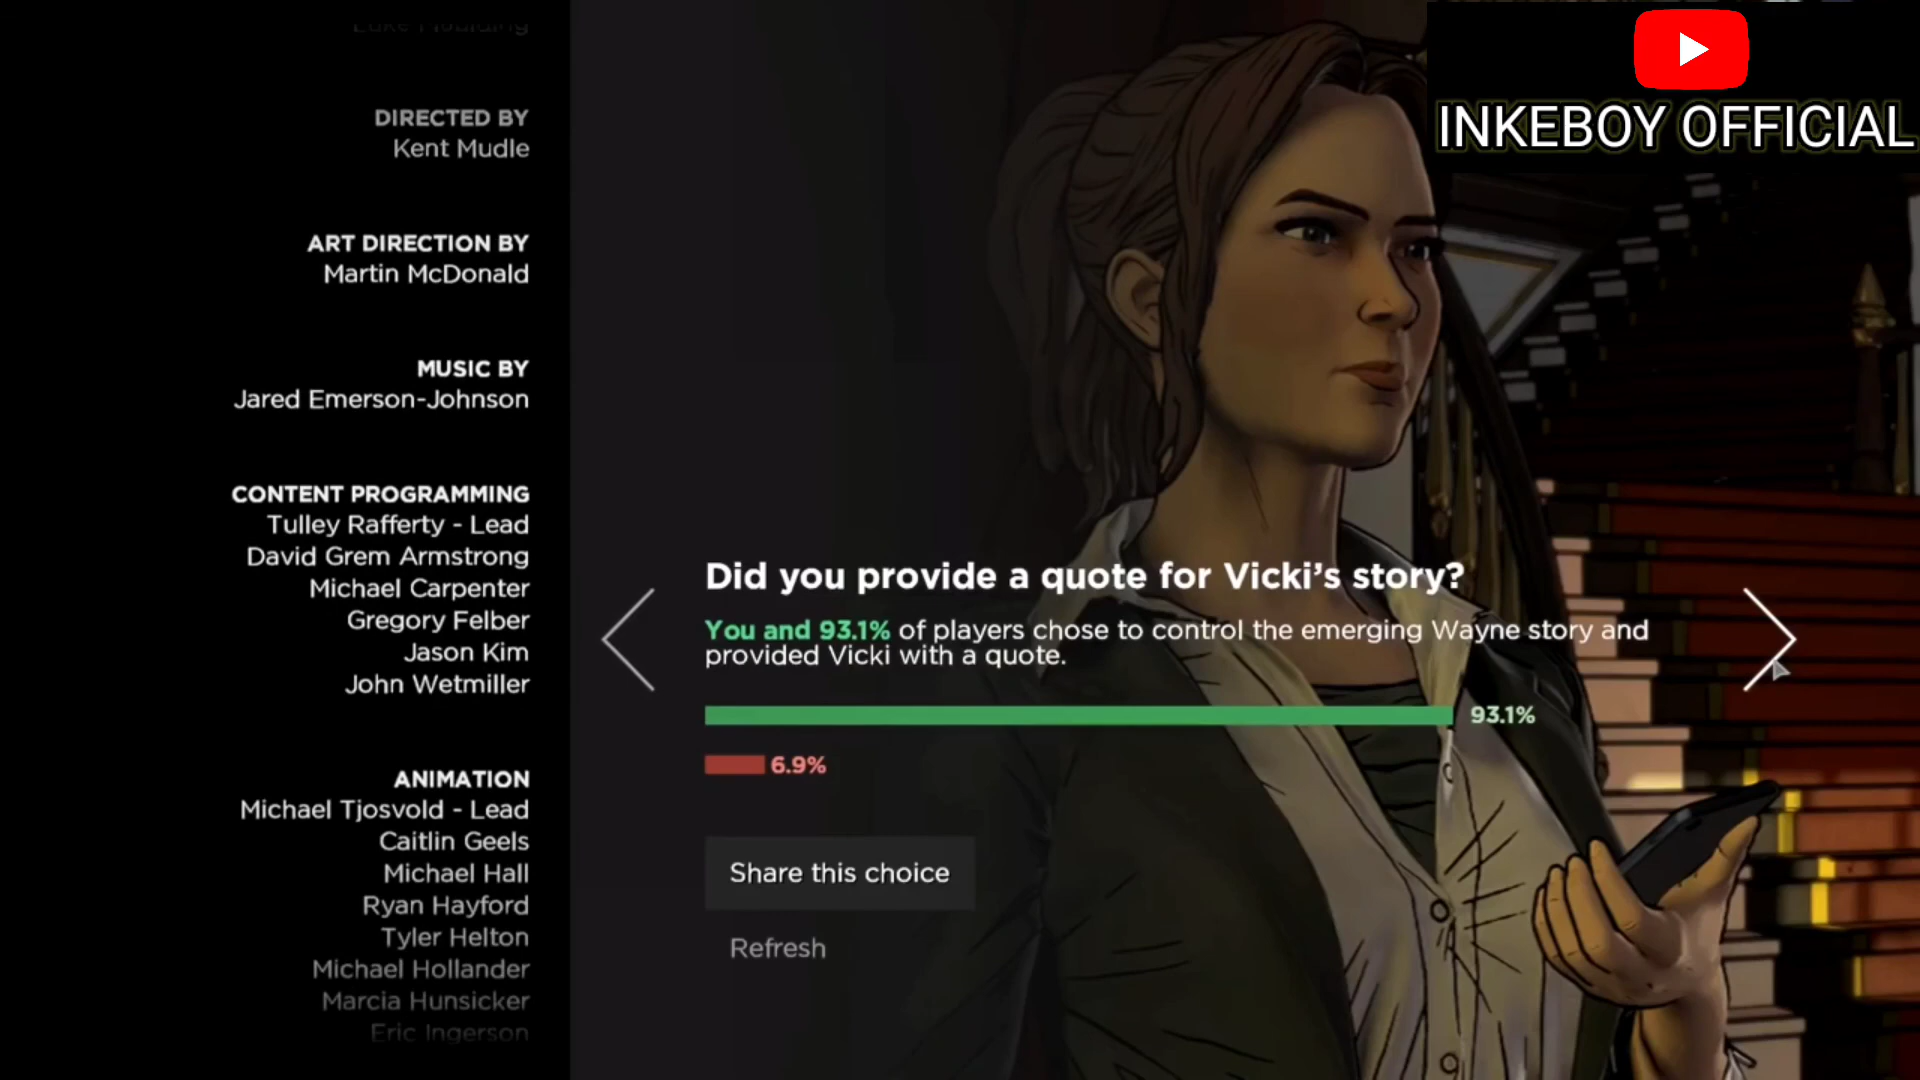 DIRECTED BY
Kent Mudle
ART DIRECTION BY
Martin McDonald
MUSIC BY
Jared Emerson-Johnson
CONTENT PROGRAMMING
Tulley Rafferty - Lead
David Grem Armstrong
Michael Carpenter
Gregory Felber
Jason Kim
John Wetmiller
ANIMATION
Michael Tjosvold - Lead
Caitlin Geels
Michael Hall
Ryan Hayford
Tyler Helton
Michael Hollander
Marcia Hunsicker
Eric Ingerson
INKEBOY OFFICIAL
Did you provide a quote for Vicki's story?
You and 93.1% of players chose to control the emerging Wayne story and
provided Vicki with a quote.
93.1%
6.9%
Share this choice
Refresh